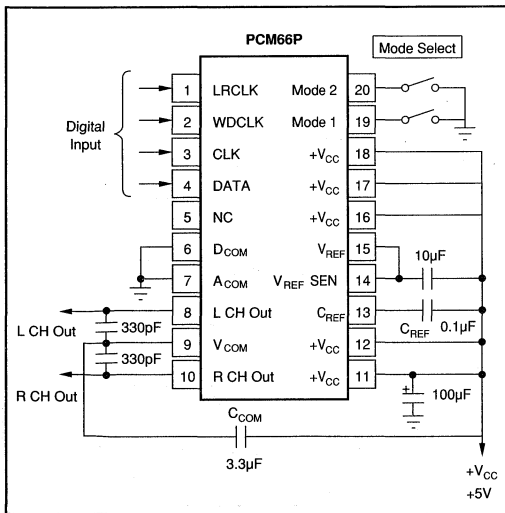 PCM66P
Mode Select
Digital Input
1 LRCLK
2 WDCLK
3 CLK
4 DATA
5 NC
6 DCOM
7 ACOM
8 L CH Out
9 VCOM
10 R CH Out
Mode 2 20
Mode 1 19
+VCC 18
+VCC 17
+VCC 16
VREF 15
VREF SEN 14
CREF 13
+VCC 12
+VCC 11
10µF
CREF 0.1µF
+
100µF
L CH Out
330pF
330pF
R CH Out
CCOM
3.3µF
+VCC
+5V